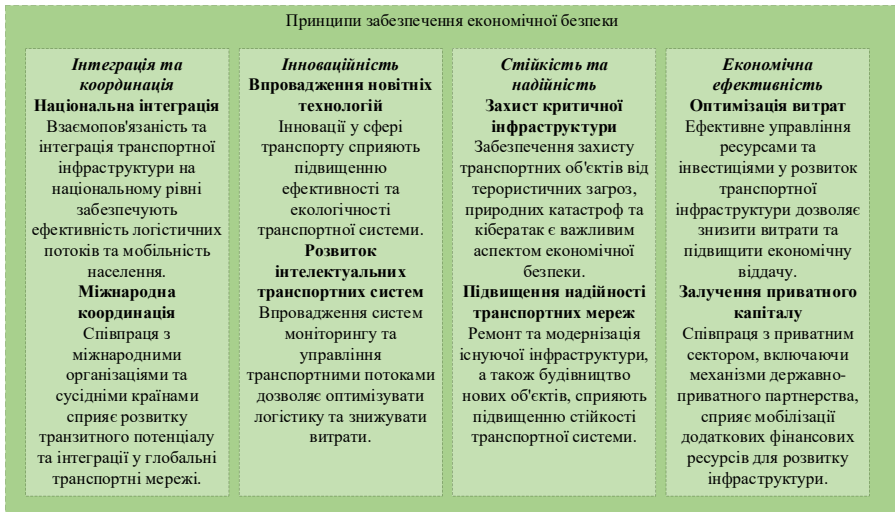 Принципи забезпечення економічної безпеки
Інтеграція та
координація
Національна інтеграція
Взаємопов'язаність та
інтеграція транспортної
інфраструктури на
національному рівні
забезпечують
ефективність логістичних
потоків та мобільність
населення.
Міжнародна
координація
Співпраця з
міжнародними
організаціями та
сусідніми країнами
сприяє розвитку
транзитного потенціалу
та інтеграції у глобальні
транспортні мережі.
Інноваційність
Впровадження новітніх
технологій
Інновації у сфері
транспорту сприяють
підвищенню
ефективності та
екологічності
транспортної системи.
Розвиток
інтелектуальних
транспортних систем
Впровадження систем
моніторингу та
управління
транспортними потоками
дозволяє оптимізувати
логістику та знижувати
витрати.
Стійкість та
надійність
Захист критичної
інфраструктури
Забезпечення захисту
транспортних об'єктів від
терористичних загроз,
природних катастроф та
кібератак є важливим
аспектом економічної
безпеки.
Підвищення надійності
транспортних мереж
Ремонт та модернізація
існуючої інфраструктури,
а також будівництво
нових об'єктів, сприяють
підвищенню стійкості
транспортної системи.
Економічна
ефективність
Оптимізація витрат
Ефективне управління
ресурсами та
інвестиціями у розвиток
транспортної
інфраструктури дозволяє
знизити витрати та
підвищити економічну
віддачу.
Залучення приватного
капіталу
Співпраця з приватним
сектором, включаючи
механізми державно-
приватного партнерства,
сприяє мобілізації
додаткових фінансових
ресурсів для розвитку
інфраструктури.